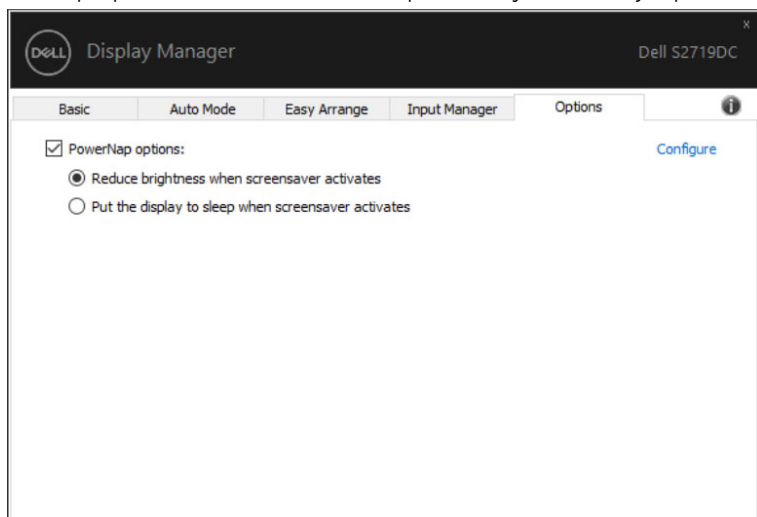 x
DELL Display Manager Dell S2719DC
Basic Auto Mode Easy Arrange Input Manager Options i
PowerNap options: Configure
Reduce brightness when screensaver activates
Put the display to sleep when screensaver activates